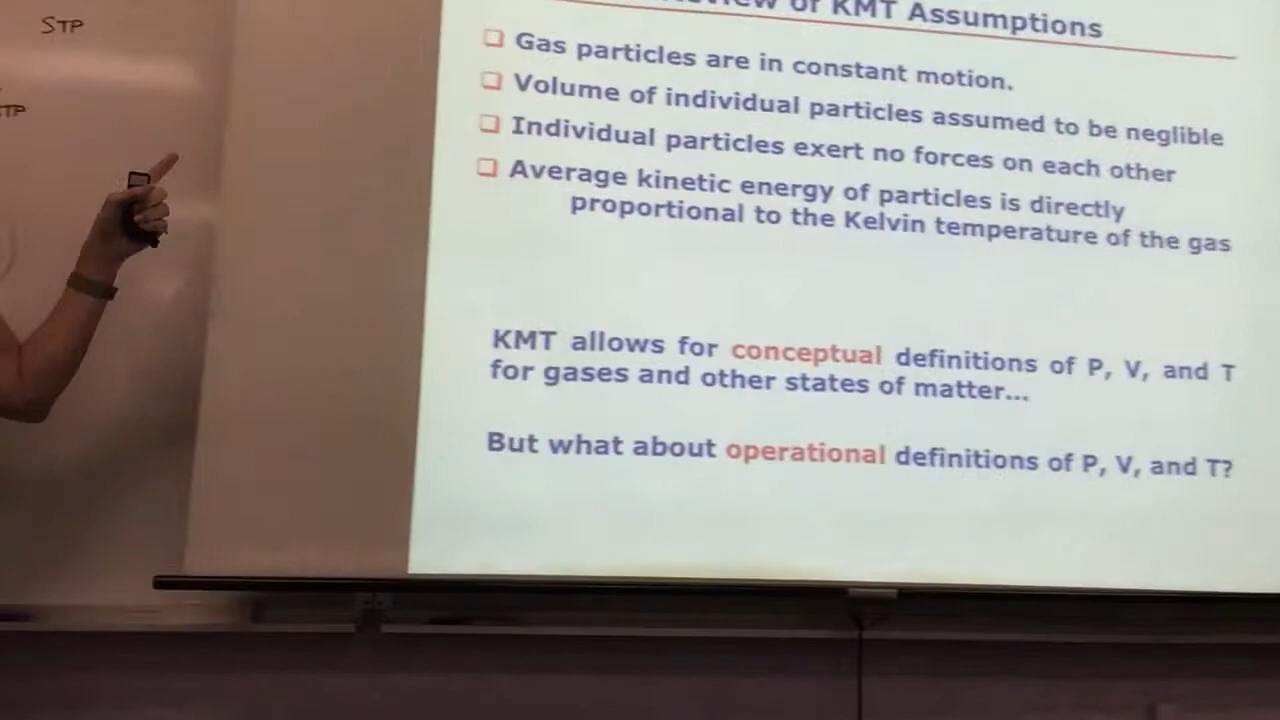 STP
of KMT Assumptions
Gas particles are in constant motion.
Volume of individual particles assumed to be neglible
Individual particles exert no forces on each other
Average kinetic energy of particles is directly
proportional to the Kelvin temperature of the gas
KMT allows for conceptual definitions of P, V, and T
for gases and other states of matter...
But what about operational definitions of P, V, and T?